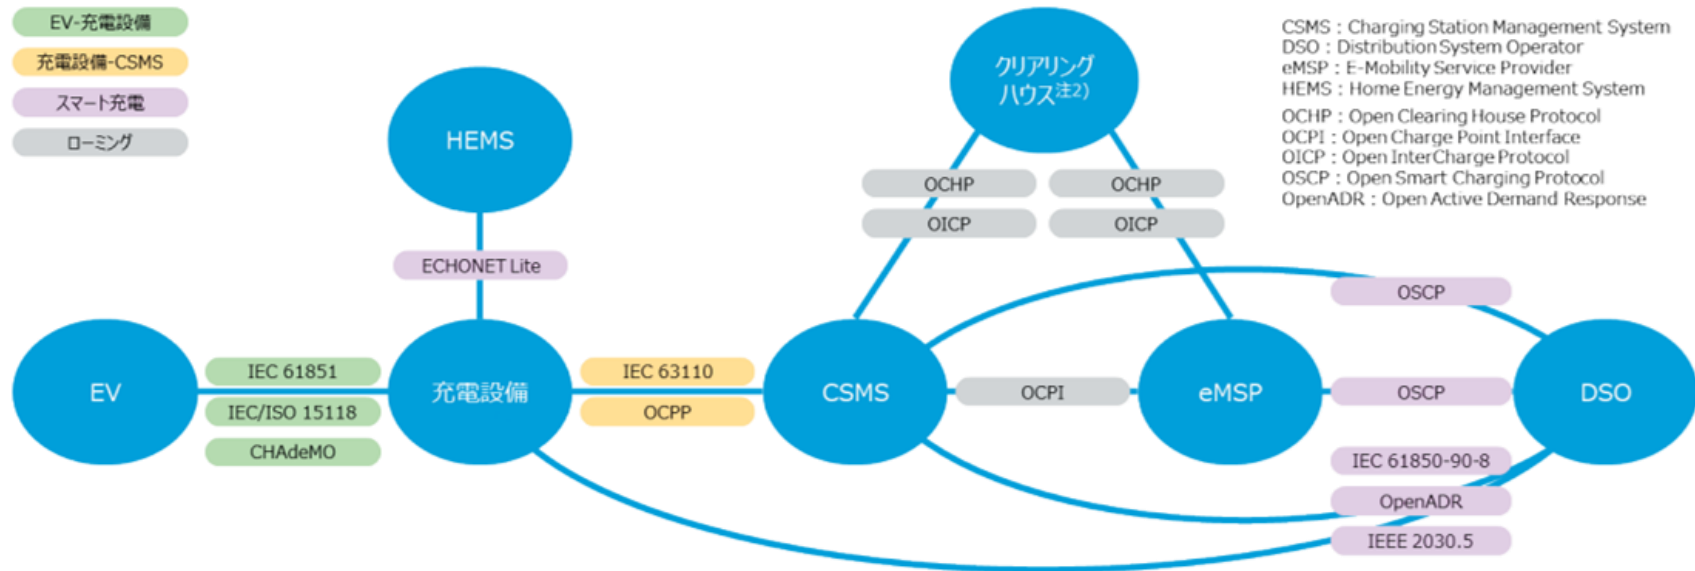 EV-充電設備
充電設備-CSMS
スマート充電
ローミング
CSMS：Charging Station Management System
DSO：Distribution System Operator
eMSP：E-Mobility Service Provider
HEMS：Home Energy Management System
OCHP：Open Clearing House Protocol
OCPI：Open Charge Point Interface
OICP：Open InterCharge Protocol
OSCP：Open Smart Charging Protocol
OpenADR：Open Active Demand Response
クリアリング
ハウス注2)
HEMS
OCHP
OCHP
OICP
OICP
ECHONET Lite
OSCP
EV
IEC 61851
IEC/ISO 15118
CHAdeMO
充電設備
IEC 63110
OCPP
CSMS
OCPI
eMSP
OSCP
DSO
IEC 61850-90-8
OpenADR
IEEE 2030.5